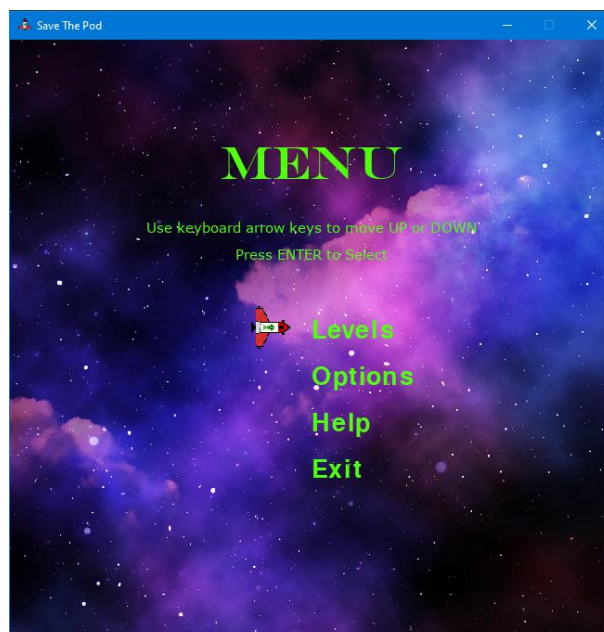 Save The Pod
MENU
Use keyboard arrow keys to move UP or DOWN
Press ENTER to Select
Levels
Options
Help
Exit